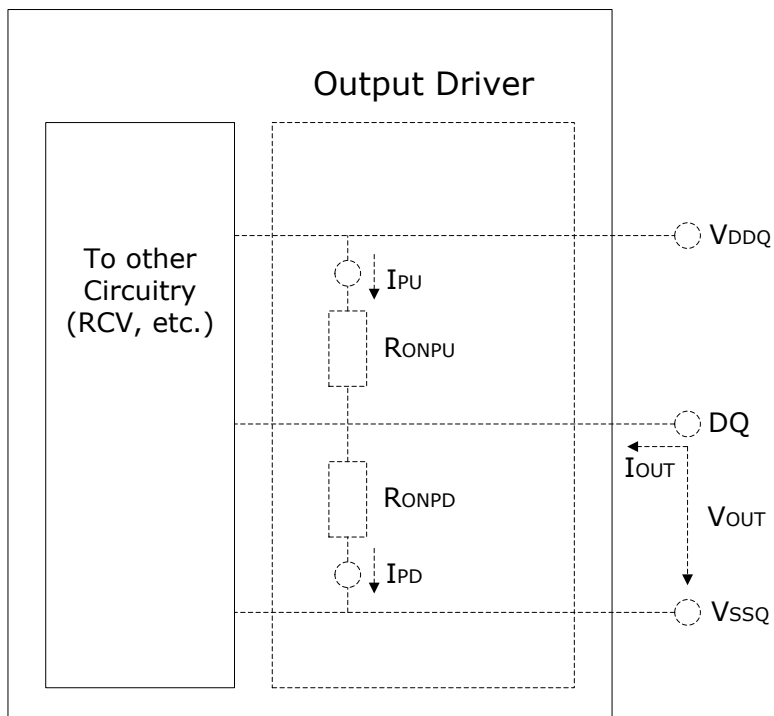 Output Driver
To other
Circuitry
(RCV, etc.)
VDDQ
IPU
RONPU
DQ
IOUT
RONPD
VOUT
IPD
VSSQ